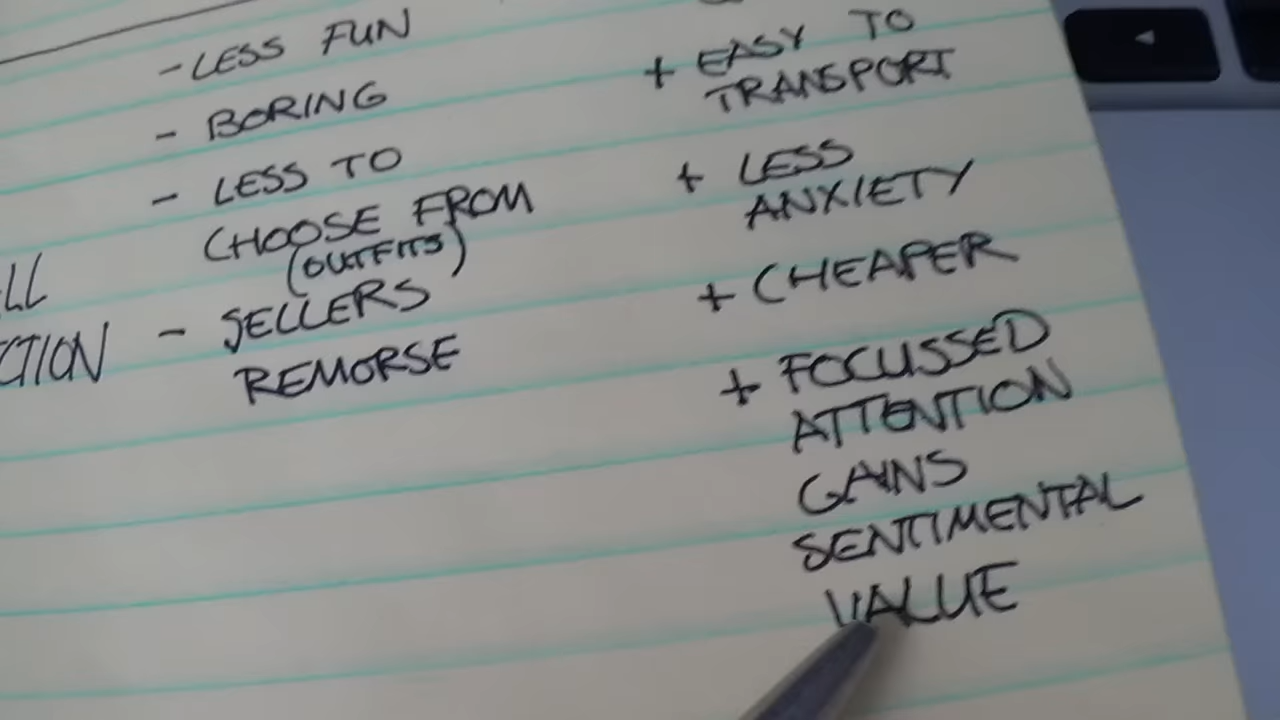 - LESS FUN
- BORING
- LESS TO
CHOOSE FROM
(OUTFITS)
- SELLERS
REMORSE
+ EASY TO
TRANSPORT
+ LESS
ANXIETY
+ CHEAPER
+ FOCUSSED
ATTENTION
GAINS
SENTIMENTAL
VALUE